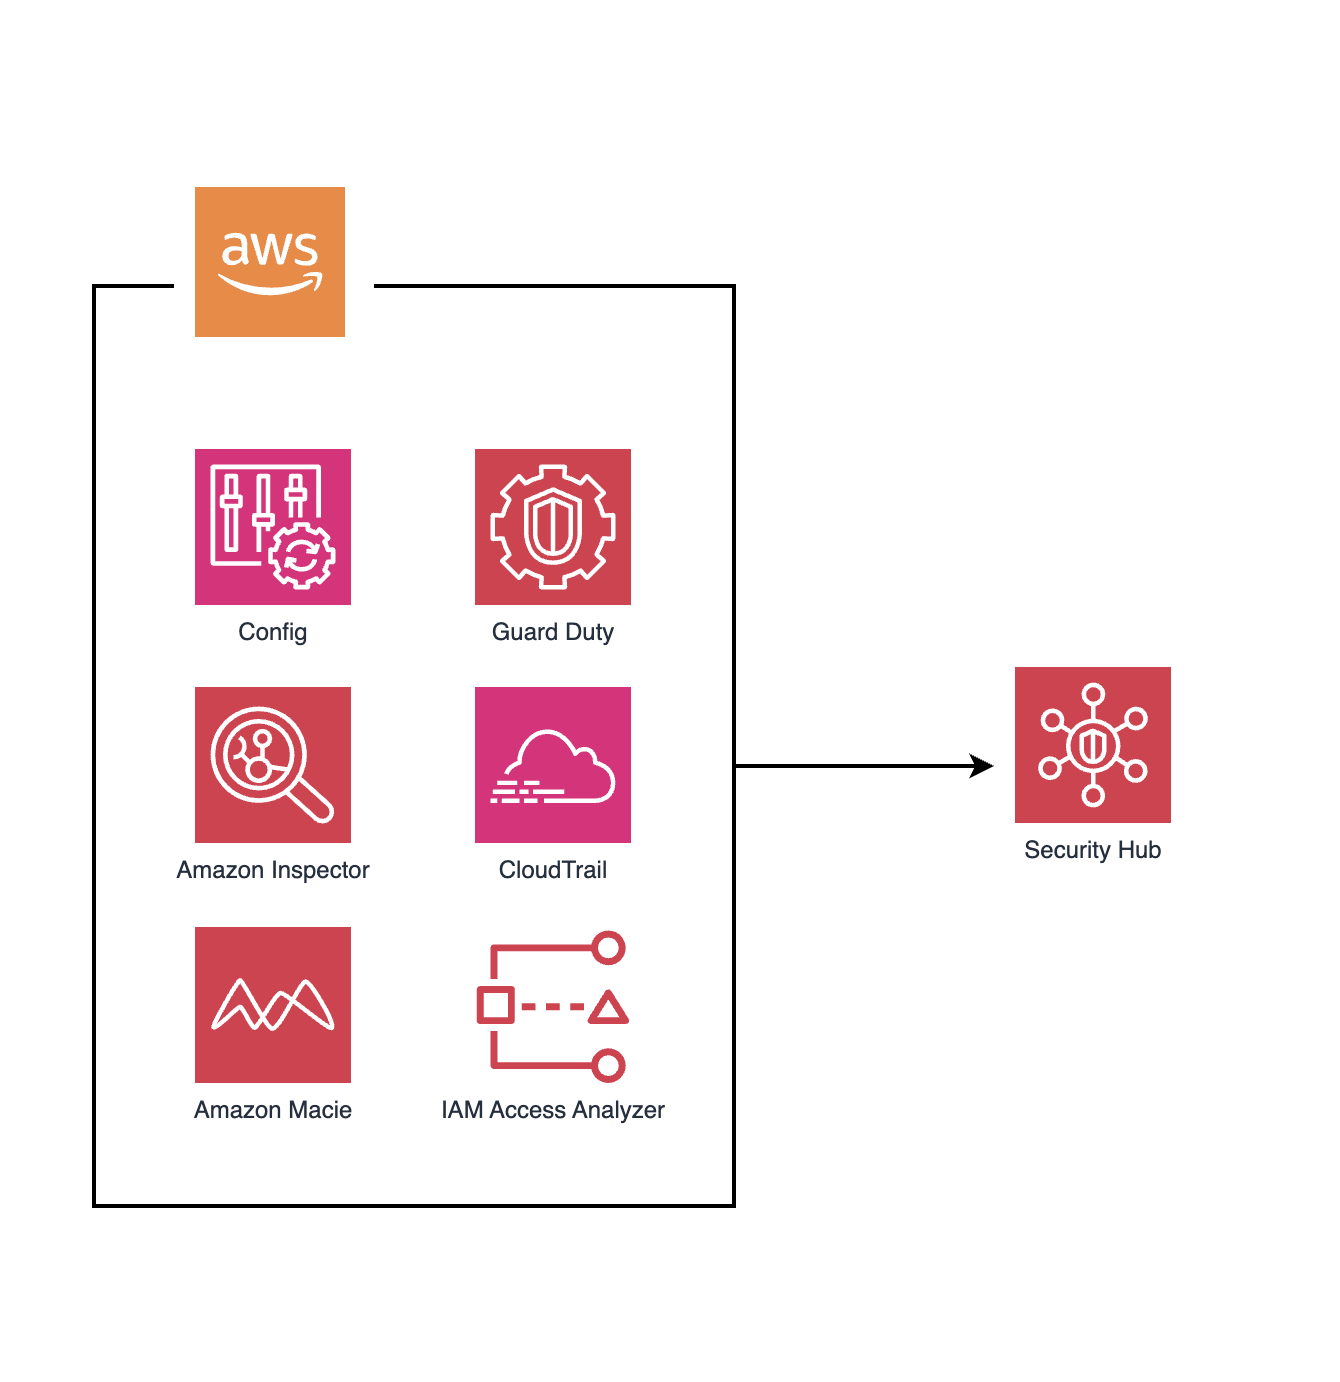 aws
Config
Guard Duty
Amazon Inspector
CloudTrail
Amazon Macie
IAM Access Analyzer
Security Hub